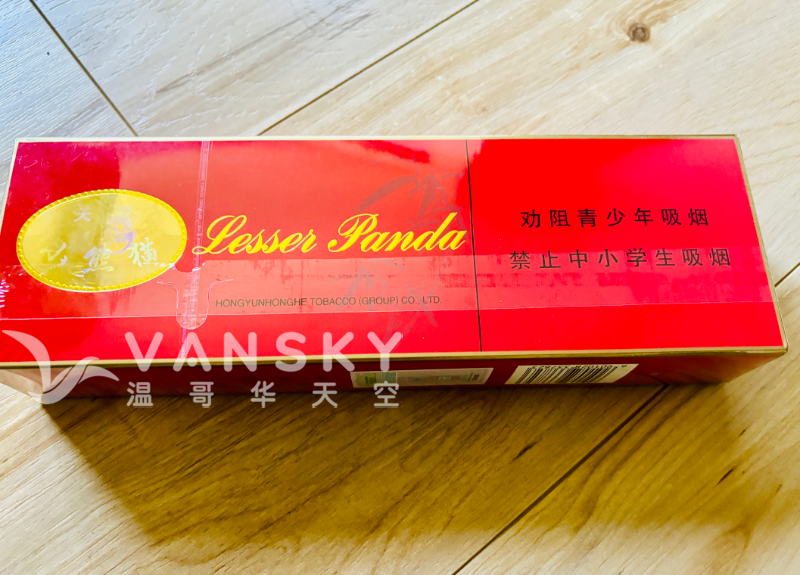 Lesser Panda
HONGYUNHONGHE TOBACCO (GROUP) CO., LTD
劝阻青少年吸烟
禁止中小学生吸烟
VANSKY
温哥华天空